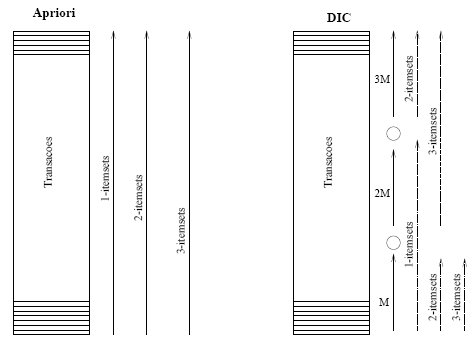 Apriori
Transacoes
1-itemsets
2-itemsets
3-itemsets
DIC
Transacoes
3M
2M
M
2-itemsets
3-itemsets
1-itemsets
2-itemsets
3-itemsets